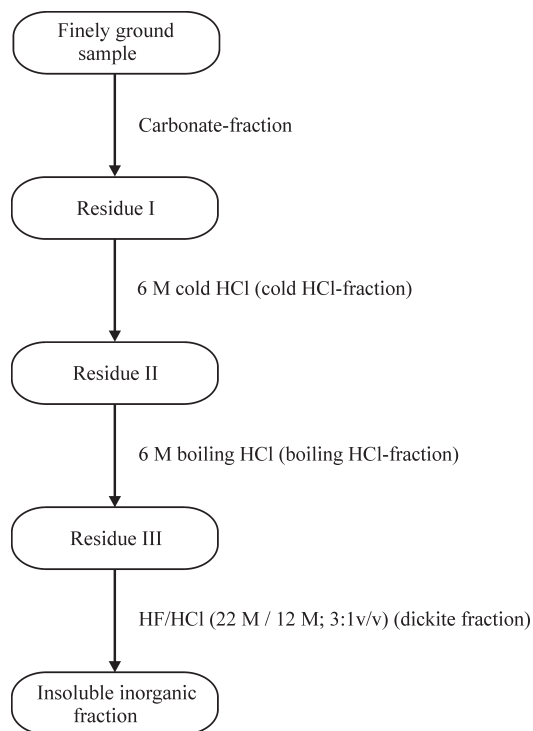 Finely ground
sample
Carbonate-fraction
Residue I
6 M cold HCl (cold HCl-fraction)
Residue II
6 M boiling HCl (boiling HCl-fraction)
Residue III
HF/HCl (22 M / 12 M; 3:1v/v) (dickite fraction)
Insoluble inorganic
fraction